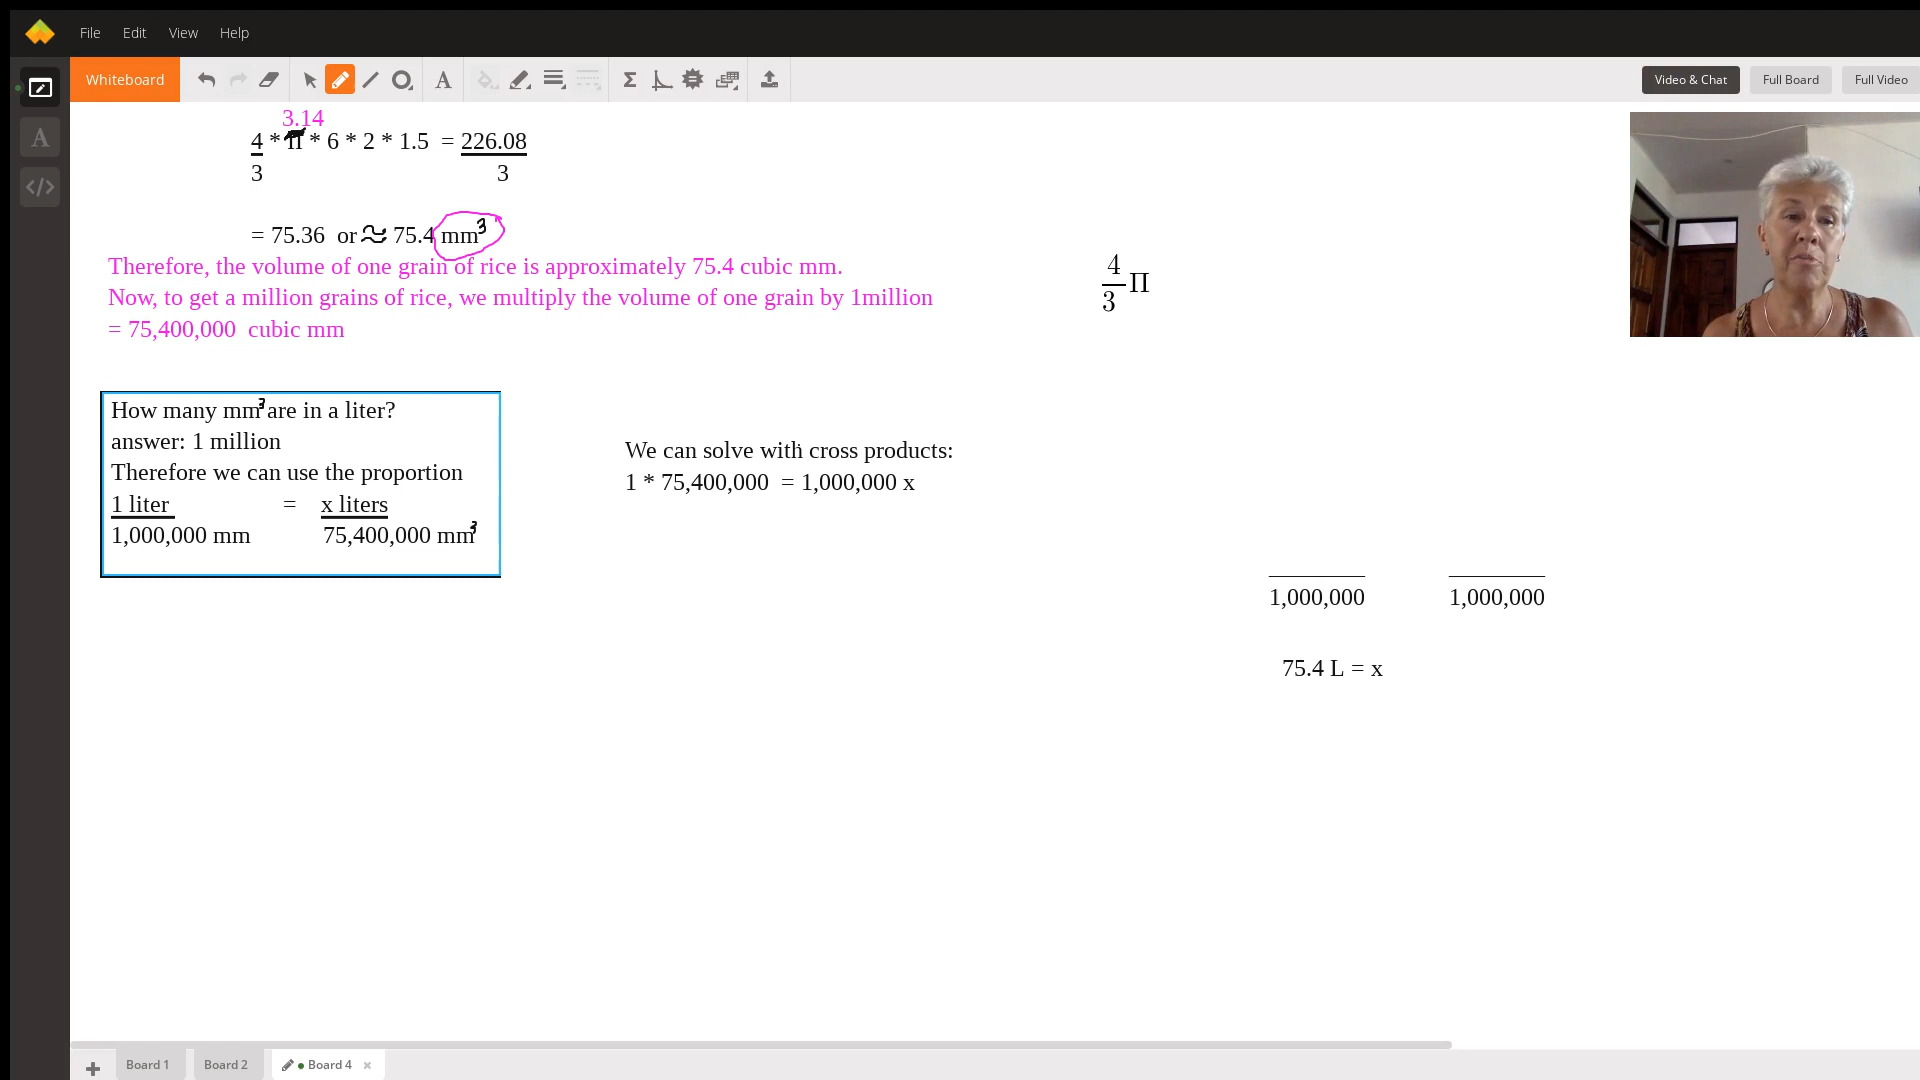 File Edit View Help
Whiteboard
Video & Chat Full Board Full Video
3.14
4 * Π * 6 * 2 * 1.5 = 226.08
3 3
= 75.36 or ≈ 75.4 mm³
Therefore, the volume of one grain of rice is approximately 75.4 cubic mm.
Now, to get a million grains of rice, we multiply the volume of one grain by 1million
= 75,400,000 cubic mm
4
3 Π
How many mm³ are in a liter?
answer: 1 million
Therefore we can use the proportion
1 liter = x liters
1,000,000 mm 75,400,000 mm³
We can solve with cross products:
1 * 75,400,000 = 1,000,000 x
1,000,000 1,000,000
75.4 L = x
Board 1 Board 2 Board 4